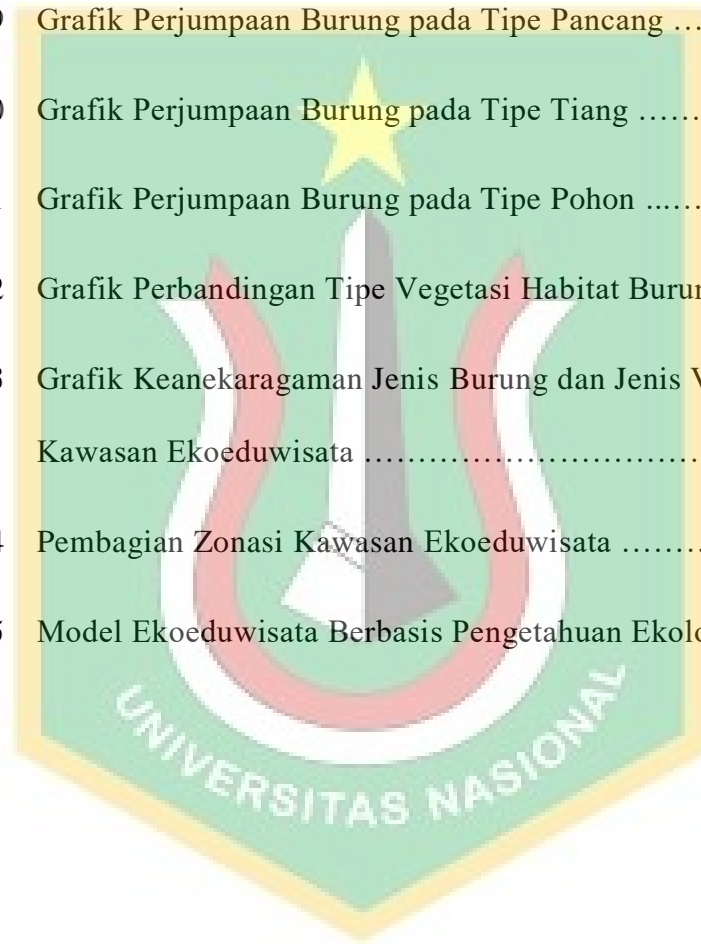 Grafik Perjumpaan Burung pada Tipe Pancang …
Grafik Perjumpaan Burung pada Tipe Tiang ……
Grafik Perjumpaan Burung pada Tipe Pohon ...…
2 Grafik Perbandingan Tipe Vegetasi Habitat
Grafik Keanekaragaman Jenis Burung dan Jenis
Kawasan Ekoeduwisata ……………………………
4 Pembagian Zonasi Kawasan Ekoeduwisata ………
Model Ekoeduwisata Berbasis Pengetahuan
UNIVERSITAS NASIONAL